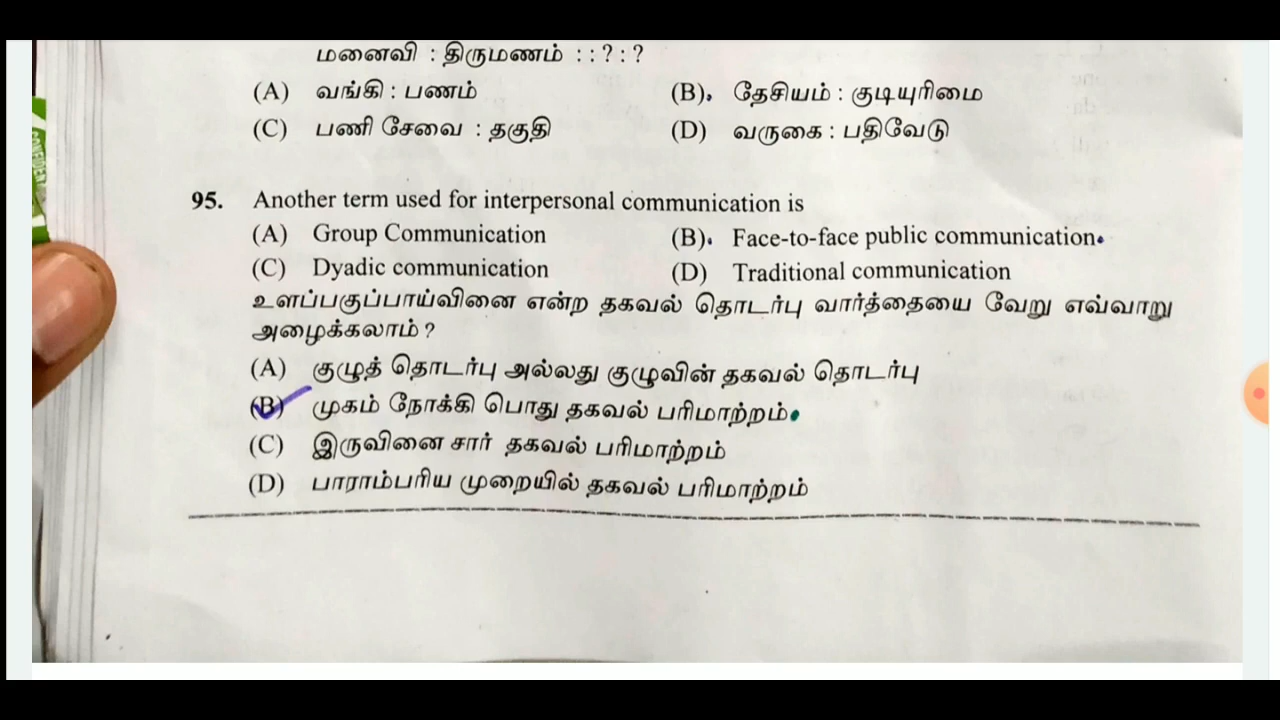 மனைவி : திருமணம் : : ? : ?
(A) வங்கி : பணம் (B) தேசியம் : குடியுரிமை
(C) பணி சேவை : தகுதி (D) வருகை : பதிவேடு
95. Another term used for interpersonal communication is
(A) Group Communication (B) Face-to-face public communication
(C) Dyadic communication (D) Traditional communication
உளப்பகுப்பாய்வினை என்ற தகவல் தொடர்பு வார்த்தையை வேறு எவ்வாறு
அழைக்கலாம் ?
(A) குழுத் தொடர்பு அல்லது குழுவின் தகவல் தொடர்பு
(B) முகம் நோக்கி பொது தகவல் பரிமாற்றம்
(C) இருவினை சார் தகவல் பரிமாற்றம்
(D) பாராம்பரிய முறையில் தகவல் பரிமாற்றம்